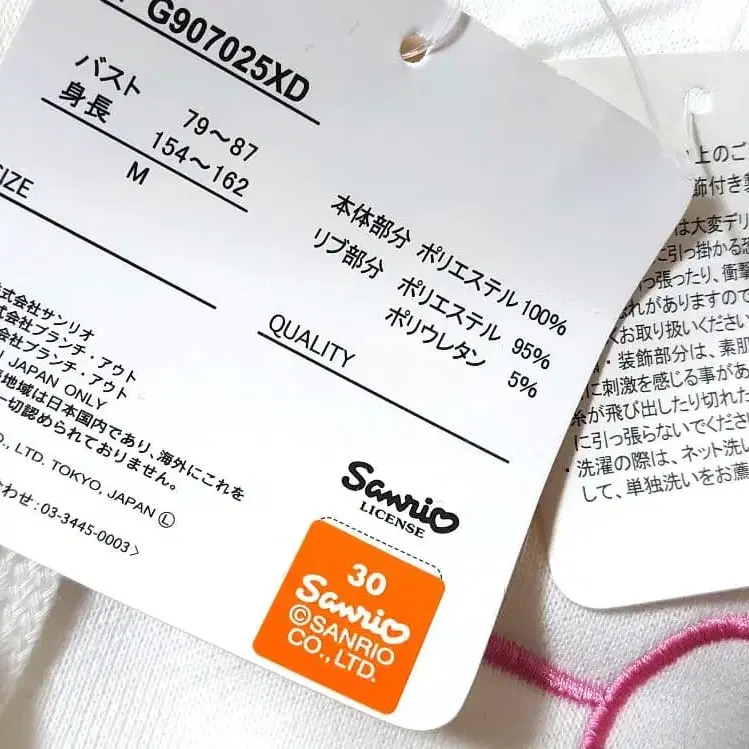 G907025XD
バスト 79〜87
身長 154〜162
SIZE M
本体部分 ポリエステル 100%
リブ部分 ポリエステル 95%
ポリウレタン 5%
QUALITY
株式会社サンリオ
式会社ブランチ・アウト
会社ブランチ・アウト
JAPAN ONLY
地域は日本国内であり、海外にこれを
一切認められておりません。
CO., LTD. TOKYO, JAPAN Ⓛ
わせ:03-3445-0003>
Sanrio
LICENSE
30
Sanrio
©SANRIO
CO., LTD.
上のご
飾付き製
は大変デリ
に引っ掛かる恐
っ張ったり、衝撃
れがありますので
くお取り扱いください
・装飾部分は、素肌
に刺激を感じる事があ
糸が飛び出したり切れた
に引っ張らないでくださ
・洗濯の際は、ネット洗い
して、単独洗いをお薦